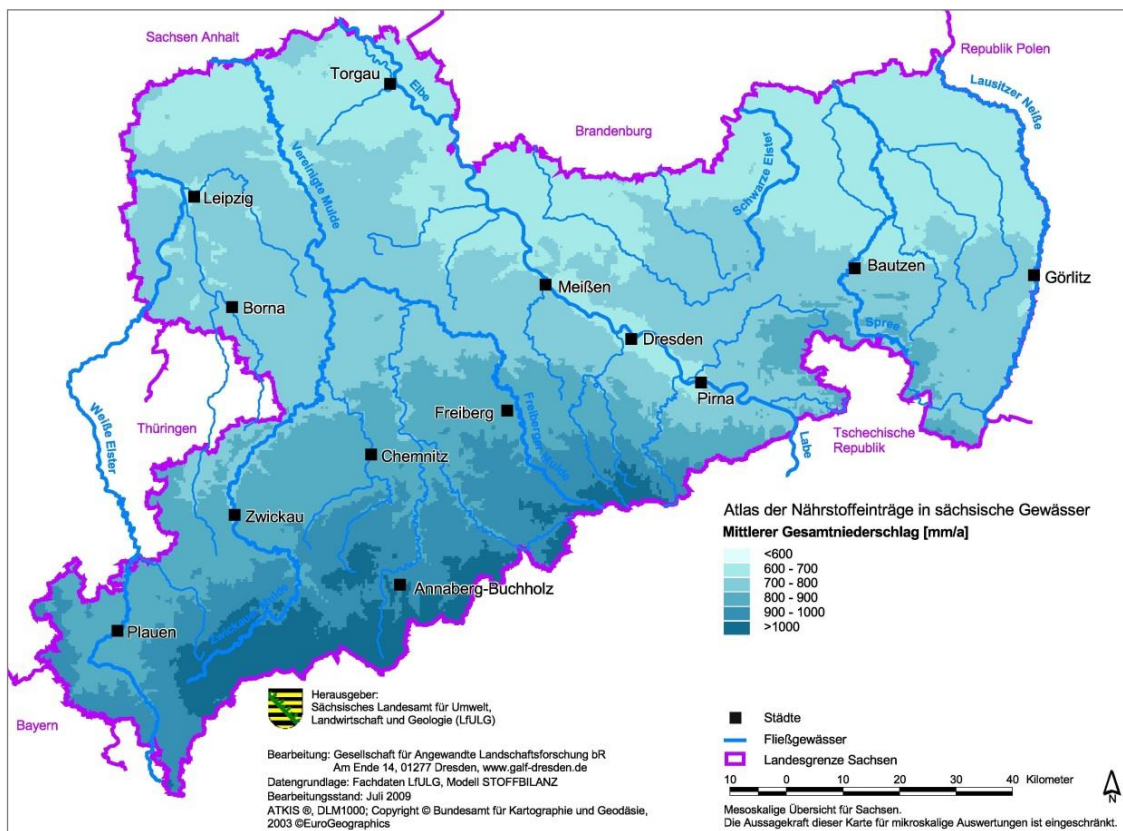 Sachsen Anhalt
Republik Polen
Torgau
Elbe
Lausitzer Neiße
Brandenburg
Vereinigte Mulde
Schwarze Elster
Leipzig
Bautzen
Görlitz
Meißen
Borna
Dresden
Spree
Pirna
Weiße Elster
Thüringen
Freiberg
Freiberger Mulde
Tschechische
Republik
Labe
Chemnitz
Zwickau
Annaberg-Buchholz
Zwickauer Mulde
Plauen
Bayern
Atlas der Nährstoffeinträge in sächsische Gewässer
Mittlerer Gesamtniederschlag [mm/a]
<600
600 - 700
700 - 800
800 - 900
900 - 1000
>1000
Herausgeber:
Sächsisches Landesamt für Umwelt,
Landwirtschaft und Geologie (LfULG)
Bearbeitung: Gesellschaft für Angewandte Landschaftsforschung bR
Am Ende 14, 01277 Dresden, www.galf-dresden.de
Datengrundlage: Fachdaten LfULG, Modell STOFFBILANZ
Bearbeitungsstand: Juli 2009
ATKIS ®, DLM1000; Copyright © Bundesamt für Kartographie und Geodäsie,
2003 ©EuroGeographics
Städte
Fließgewässer
Landesgrenze Sachsen
10 0 10 20 30 40 Kilometer
N
Mesoskalige Übersicht für Sachsen.
Die Aussagekraft dieser Karte für mikroskalige Auswertungen ist eingeschränkt.